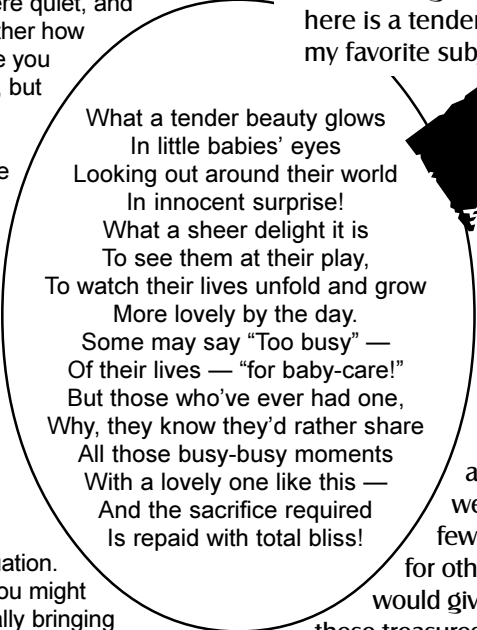 ere quiet, and
ther how
e you
, but
e
uation.
ou might
ally bringing
What a tender beauty glows
In little babies’ eyes
Looking out around their world
In innocent surprise!
What a sheer delight it is
To see them at their play,
To watch their lives unfold and grow
More lovely by the day.
Some may say “Too busy” —
Of their lives — “for baby-care!”
But those who’ve ever had one,
Why, they know they’d rather share
All those busy-busy moments
With a lovely one like this —
And the sacrifice required
Is repaid with total bliss!
here is a tender
my favorite sub
a
we
few
for oth
would giv
these treasured